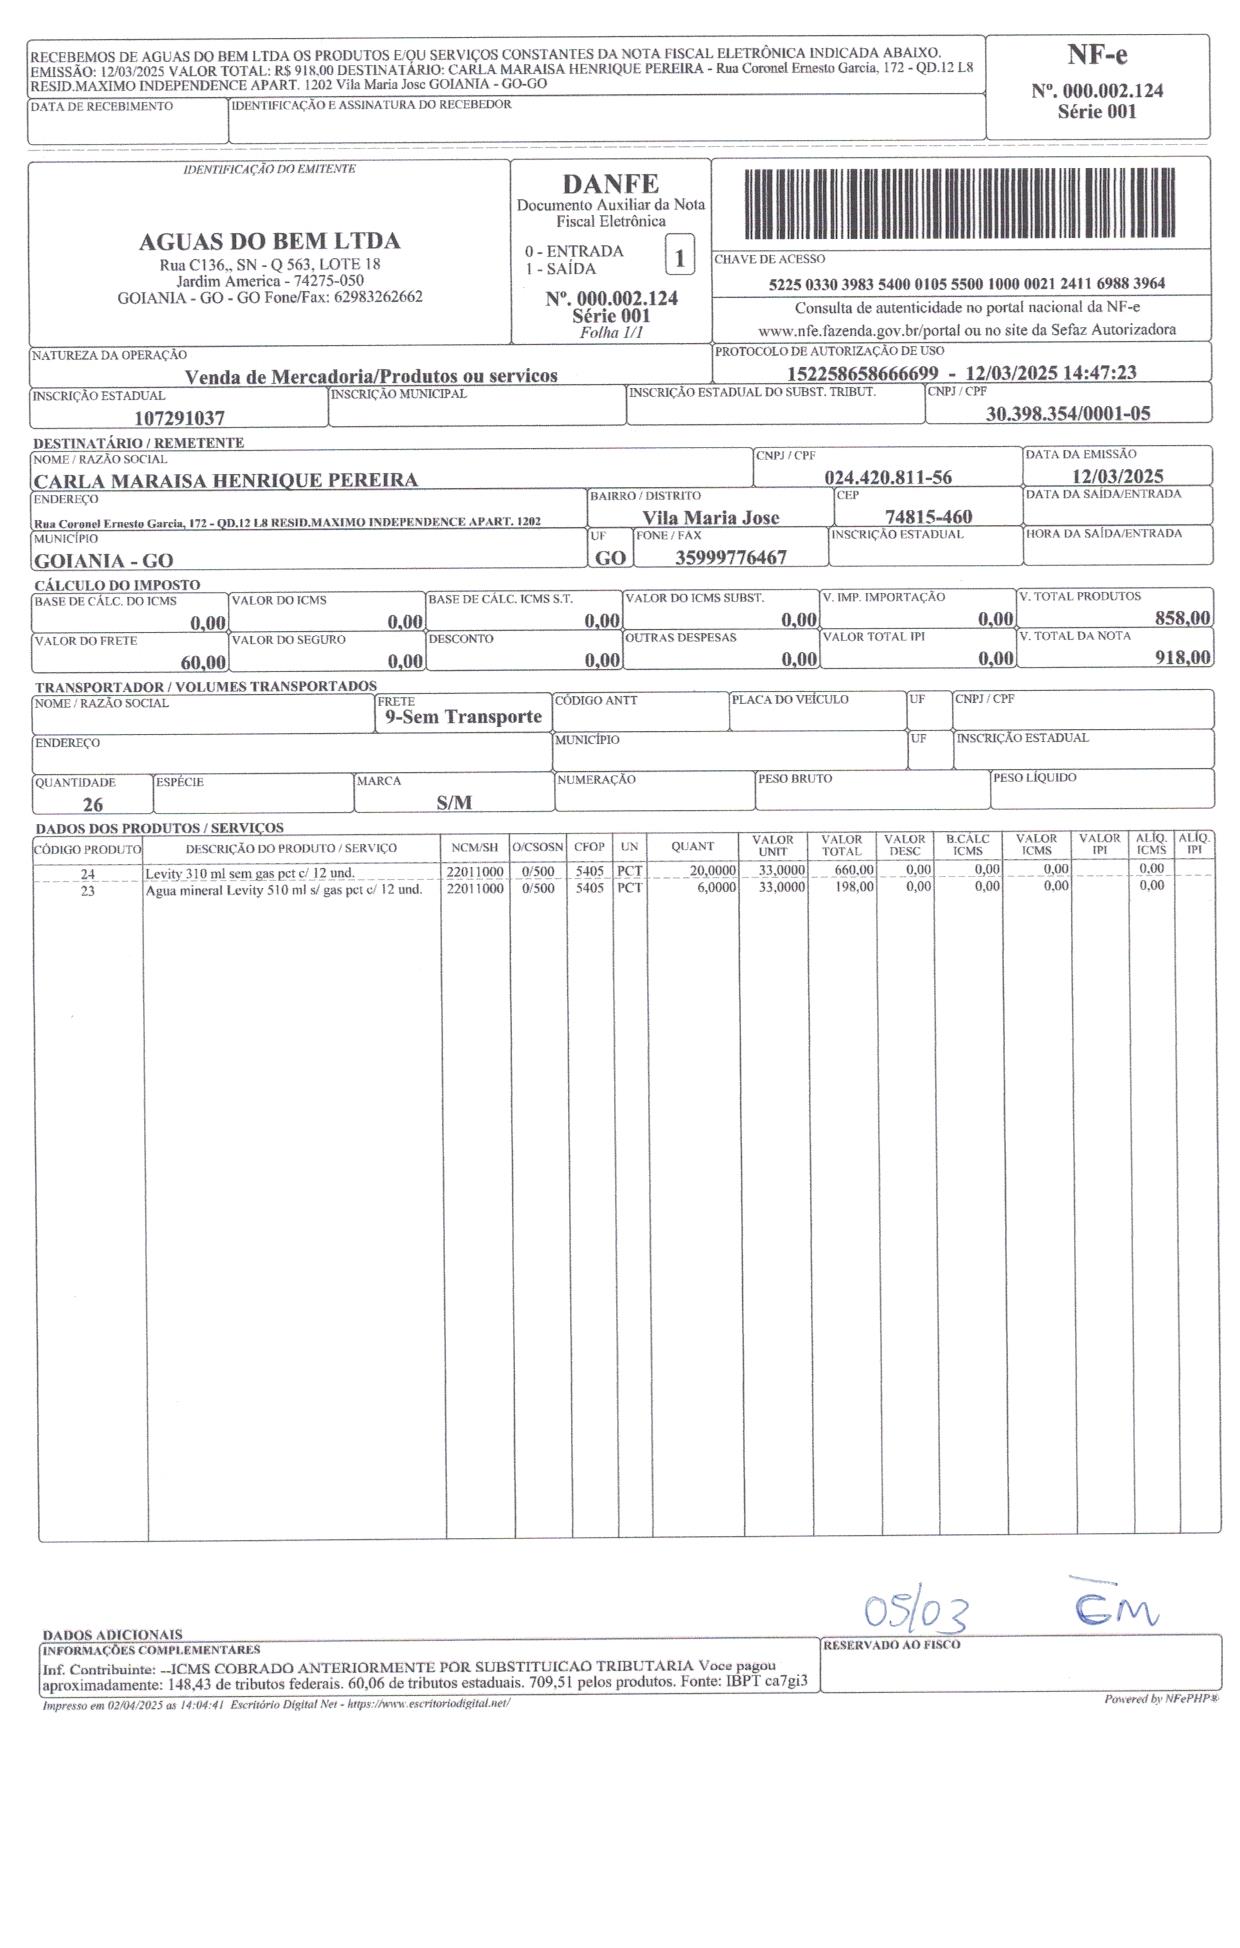 RECEBEMOS DE AGUAS DO BEM LTDA OS PRODUTOS E/OU SERVIÇOS CONSTANTES DA NOTA FISCAL ELETRÔNICA INDICADA ABAIXO.
EMISSÃO: 12/03/2025 VALOR TOTAL: R$ 918,00 DESTINATÁRIO: CARLA MARAISA HENRIQUE PEREIRA - Rua Coronel Ernesto Garcia, 172 - QD.12 L8
RESID.MAXIMO INDEPENDENCE APART. 1202 Vila Maria Jose GOIANIA - GO-GO
DATA DE RECEBIMENTO
IDENTIFICAÇÃO E ASSINATURA DO RECEBEDOR
NF-e
Nº. 000.002.124
Série 001
IDENTIFICAÇÃO DO EMITENTE
AGUAS DO BEM LTDA
Rua C136,, SN - Q 563, LOTE 18
Jardim America - 74275-050
GOIANIA - GO - GO Fone/Fax: 62983262662
DANFE
Documento Auxiliar da Nota
Fiscal Eletrônica
0 - ENTRADA
1 - SAÍDA
1
Nº. 000.002.124
Série 001
Folha 1/1
CHAVE DE ACESSO
5225 0330 3983 5400 0105 5500 1000 0021 2411 6988 3964
Consulta de autenticidade no portal nacional da NF-e
www.nfe.fazenda.gov.br/portal ou no site da Sefaz Autorizadora
NATUREZA DA OPERAÇÃO
Venda de Mercadoria/Produtos ou servicos
PROTOCOLO DE AUTORIZAÇÃO DE USO
152258658666699 - 12/03/2025 14:47:23
INSCRIÇÃO ESTADUAL
107291037
INSCRIÇÃO MUNICIPAL
INSCRIÇÃO ESTADUAL DO SUBST. TRIBUT.
CNPJ / CPF
30.398.354/0001-05
DESTINATÁRIO / REMETENTE
NOME / RAZÃO SOCIAL
CARLA MARAISA HENRIQUE PEREIRA
CNPJ / CPF
024.420.811-56
DATA DA EMISSÃO
12/03/2025
ENDEREÇO
Rua Coronel Ernesto Garcia, 172 - QD.12 L8 RESID.MAXIMO INDEPENDENCE APART. 1202
BAIRRO / DISTRITO
Vila Maria Jose
CEP
74815-460
DATA DA SAÍDA/ENTRADA
MUNICÍPIO
GOIANIA - GO
UF
GO
FONE / FAX
35999776467
INSCRIÇÃO ESTADUAL
HORA DA SAÍDA/ENTRADA
CÁLCULO DO IMPOSTO
BASE DE CÁLC. DO ICMS
0,00
VALOR DO ICMS
0,00
BASE DE CÁLC. ICMS S.T.
0,00
VALOR DO ICMS SUBST.
0,00
V. IMP. IMPORTAÇÃO
0,00
V. TOTAL PRODUTOS
858,00
VALOR DO FRETE
60,00
VALOR DO SEGURO
0,00
DESCONTO
0,00
OUTRAS DESPESAS
0,00
VALOR TOTAL IPI
0,00
V. TOTAL DA NOTA
918,00
TRANSPORTADOR / VOLUMES TRANSPORTADOS
NOME / RAZÃO SOCIAL
FRETE
9-Sem Transporte
CÓDIGO ANTT
PLACA DO VEÍCULO
UF
CNPJ / CPF
ENDEREÇO
MUNICÍPIO
UF
INSCRIÇÃO ESTADUAL
QUANTIDADE
26
ESPÉCIE
MARCA
S/M
NUMERAÇÃO
PESO BRUTO
PESO LÍQUIDO
DADOS DOS PRODUTOS / SERVIÇOS
CÓDIGO PRODUTO DESCRIÇÃO DO PRODUTO / SERVIÇO NCM/SH O/CSOSN CFOP UN QUANT VALOR UNIT VALOR TOTAL VALOR DESC B.CÁLC ICMS VALOR ICMS VALOR IPI ALÍQ. ICMS ALÍQ. IPI
24 Levity 310 ml sem gas pct c/ 12 und. 22011000 0/500 5405 PCT 20,0000 33,0000 660,00 0,00 0,00 0,00 0,00
23 Agua mineral Levity 510 ml s/ gas pct c/ 12 und. 22011000 0/500 5405 PCT 6,0000 33,0000 198,00 0,00 0,00 0,00 0,00
05/03
DADOS ADICIONAIS
INFORMAÇÕES COMPLEMENTARES
Inf. Contribuinte: --ICMS COBRADO ANTERIORMENTE POR SUBSTITUICAO TRIBUTARIA Voce pagou
aproximadamente: 148,43 de tributos federais. 60,06 de tributos estaduais. 709,51 pelos produtos. Fonte: IBPT ca7gi3
RESERVADO AO FISCO
Impresso em 02/04/2025 as 14:04:41 Escritório Digital Net - https://www.escritoriodigital.net/
Powered by NFePHP®